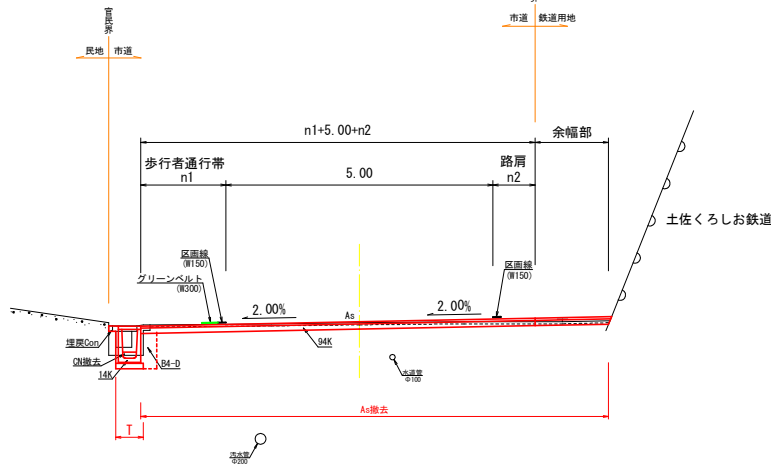 官民界
界
民地 市道
市道 鉄道用地
n1+5.00+n2
余幅部
歩行者通行帯
n1
5.00
路肩
n2
土佐くろしお鉄道
区画線
(W150)
グリーンベルト
(W300)
区画線
(W150)
2.00%
As
2.00%
埋戻Con
CN撤去
14K
B4-D
94K
水道管
Φ100
As撤去
T
汚水管
Φ200